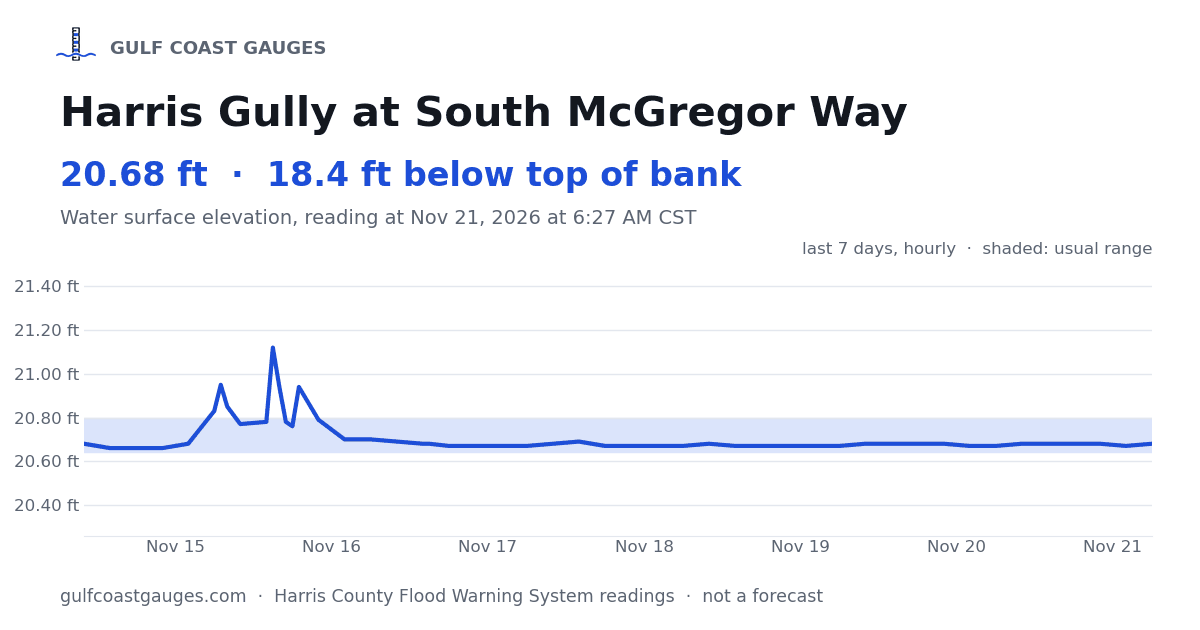 GULF COAST GAUGES
Harris Gully at South McGregor Way
20.68 ft · 18.4 ft below top of bank
Water surface elevation, reading at Nov 21, 2026 at 6:27 AM CST
last 7 days, hourly · shaded: usual range
21.40 ft
21.20 ft
21.00 ft
20.80 ft
20.60 ft
20.40 ft
Nov 15 Nov 16 Nov 17 Nov 18 Nov 19 Nov 20 Nov 21
gulfcoastgauges.com · Harris County Flood Warning System readings · not a forecast